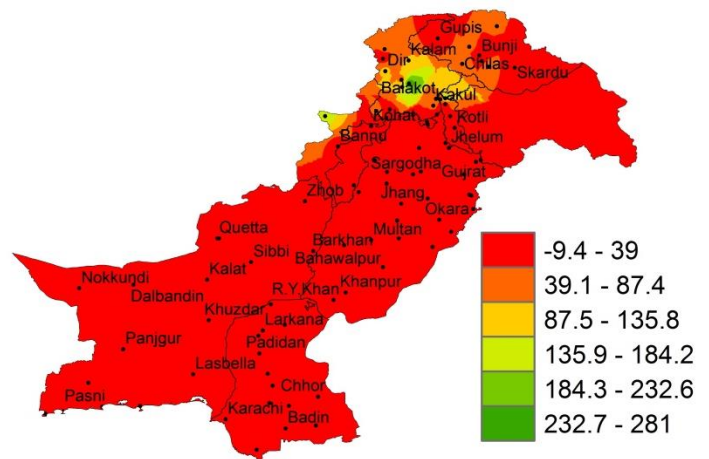 Gupis
Kalam
Bunji
Dir
Chilas
Skardu
Balakot
Kakul
Kohat
Kotli
Bannu
Jhelum
Sargodha
Gujrat
Zhob
Jhang
Okara
Quetta
Barkhan
Multan
Sibbi
Bahawalpur
Nokkundi
Kalat
Dalbandin
R.Y.Khan
Khanpur
Khuzdar
Larkana
Panjgur
Padidan
Lasbella
Pasni
Chhor
Karachi
Badin
-9.4 - 39
39.1 - 87.4
87.5 - 135.8
135.9 - 184.2
184.3 - 232.6
232.7 - 281